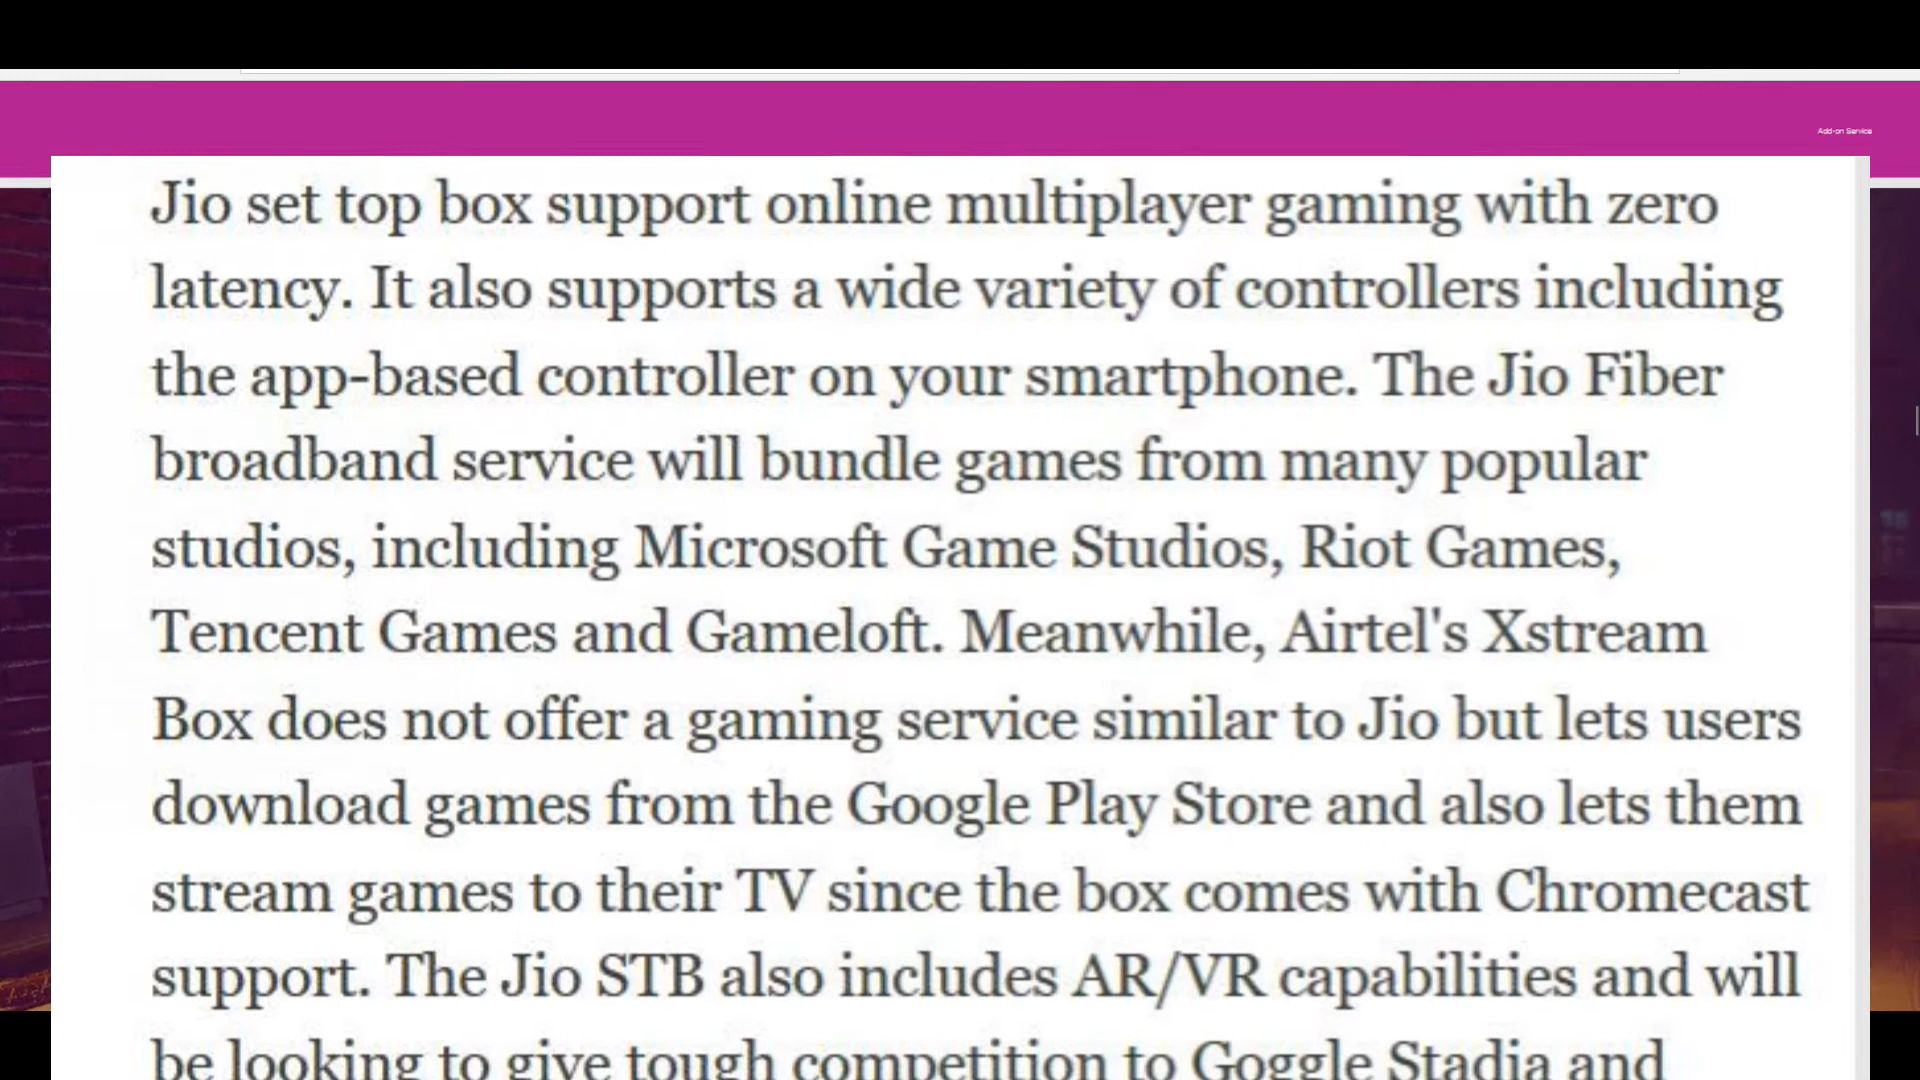 Add-on Service
Jio set top box support online multiplayer gaming with zero
latency. It also supports a wide variety of controllers including
the app-based controller on your smartphone. The Jio Fiber
broadband service will bundle games from many popular
studios, including Microsoft Game Studios, Riot Games,
Tencent Games and Gameloft. Meanwhile, Airtel's Xstream
Box does not offer a gaming service similar to Jio but lets users
download games from the Google Play Store and also lets them
stream games to their TV since the box comes with Chromecast
support. The Jio STB also includes AR/VR capabilities and will
be looking to give tough competition to Goggle Stadia and